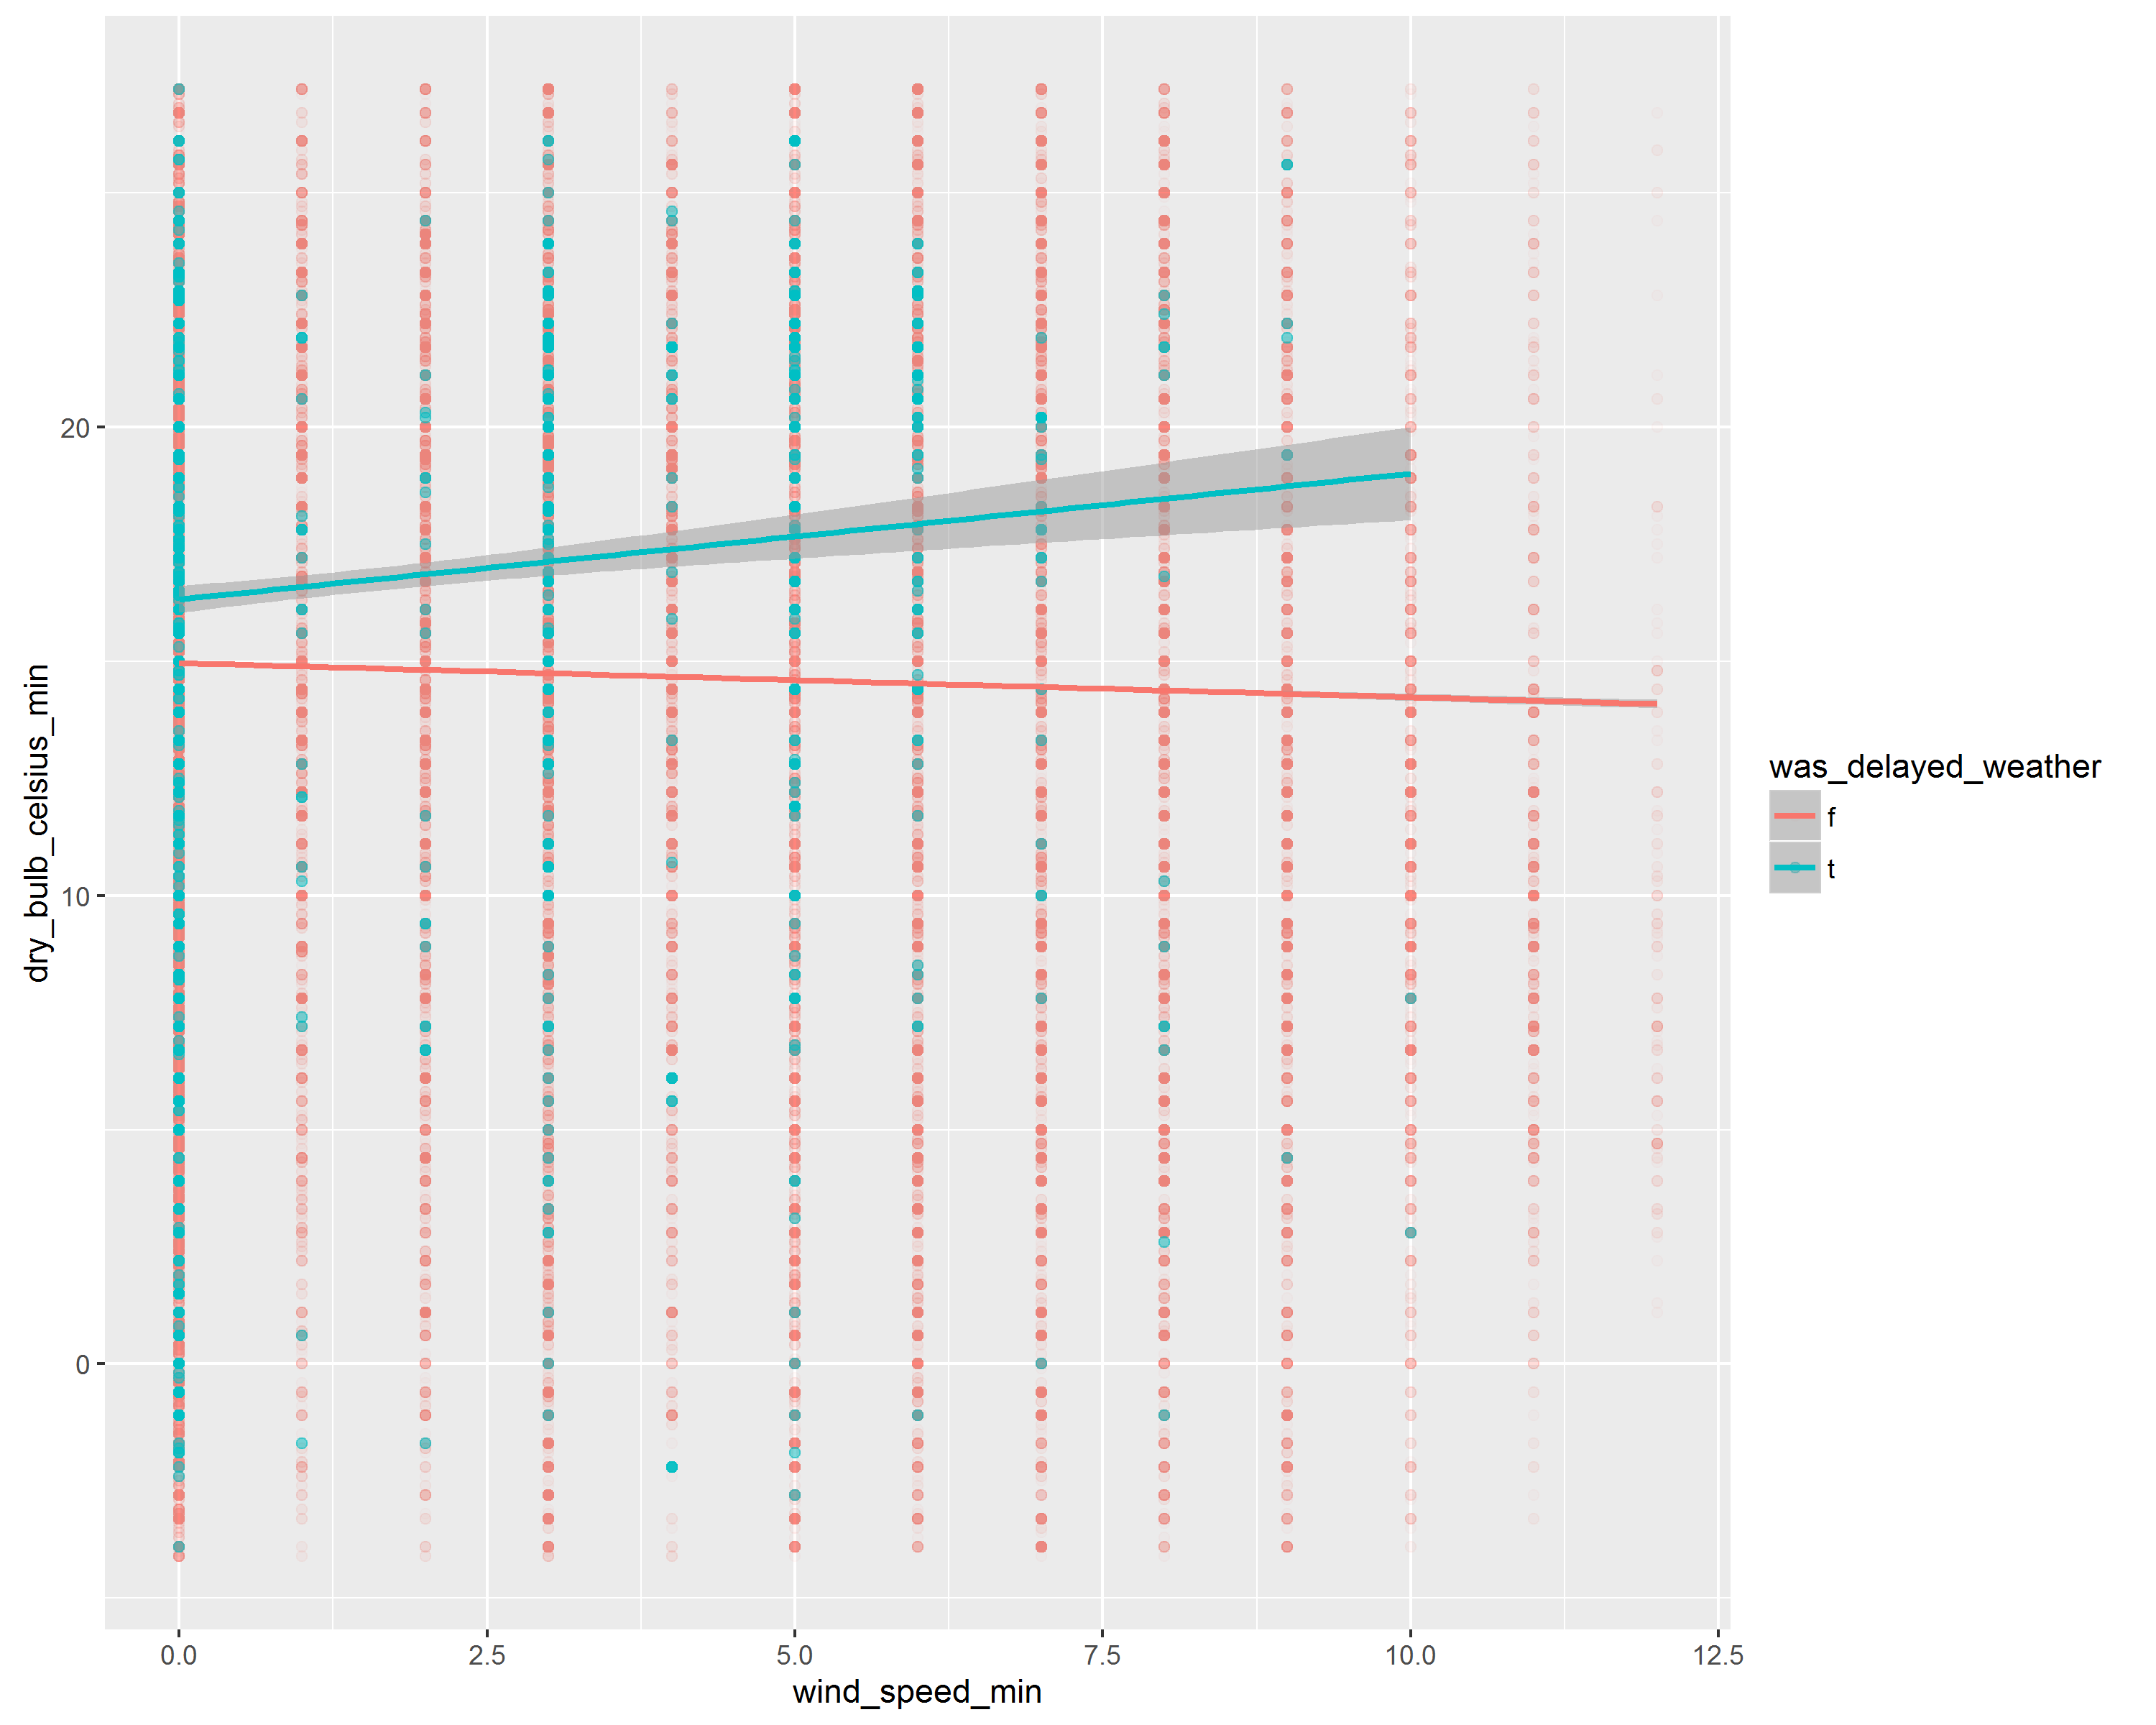 20
10
0
dry_bulb_celsius_min
0.0 2.5 5.0 7.5 10.0 12.5
wind_speed_min
was_delayed_weather
f
t